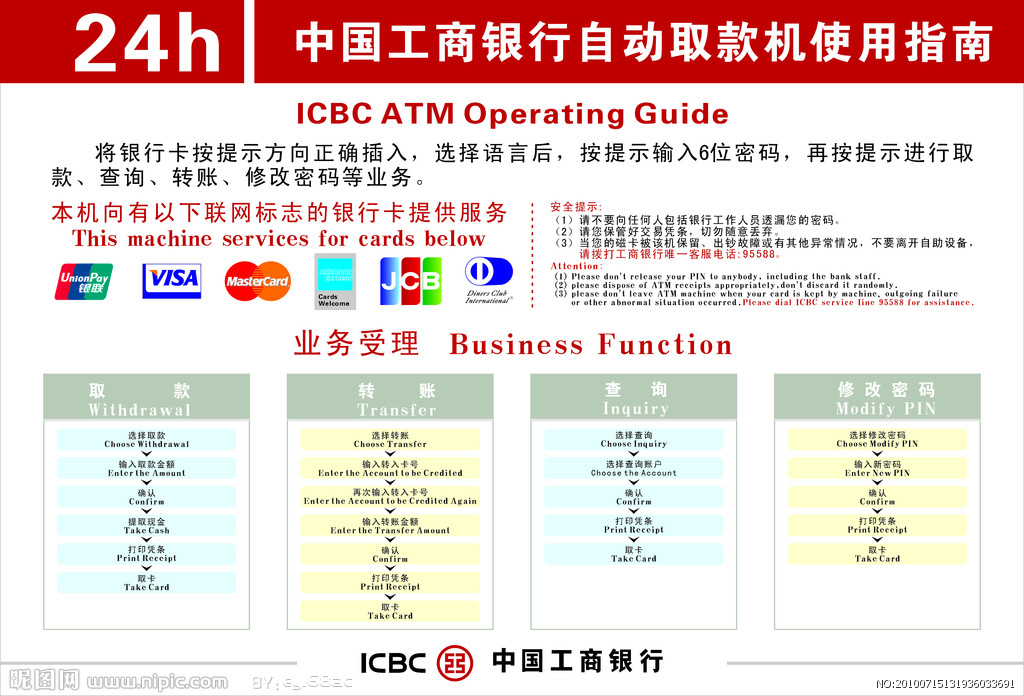 24h 中国工商银行自动取款机使用指南
ICBC ATM Operating Guide
将银行卡按提示方向正确插入，选择语言后，按提示输入6位密码，再按提示进行取
款、查询、转账、修改密码等业务。
本机向有以下联网标志的银行卡提供服务
This machine services for cards below
UnionPay
银联
VISA
MasterCard
AMERICAN EXPRESS
Cards
Welcome
JCB
Diners Club
International®
安全提示:
（1）请不要向任何人包括银行工作人员透漏您的密码。
（2）请您保管好交易凭条，切勿随意丢弃。
（3）当您的磁卡被该机保留、出钞故障或有其他异常情况，不要离开自助设备，
请拨打工商银行唯一客服电话:95588。
Attention:
(1) Please don't release your PIN to anybody, including the bank staff.
(2) please dispose of ATM receipts appropriately,don't discard it randomly.
(3) please don't leave ATM machine when your card is kept by machine, outgoing failure
or other abnormal situation occurred.Please dial ICBC service line 95588 for assistance.
业务受理 Business Function
取 款
Withdrawal
选择取款
Choose Withdrawal
输入取款金额
Enter the Amount
确认
Confirm
提取现金
Take Cash
打印凭条
Print Receipt
取卡
Take Card
转 账
Transfer
选择转账
Choose Transfer
输入转入卡号
Enter the Account to be Credited
再次输入转入卡号
Enter the Account to be Credited Again
输入转账金额
Enter the Transfer Amount
确认
Confirm
打印凭条
Print Receipt
取卡
Take Card
查 询
Inquiry
选择查询
Choose Inquiry
选择查询账户
Choose the Account
确认
Confirm
打印凭条
Print Receipt
取卡
Take Card
修 改 密 码
Modify PIN
选择修改密码
Choose Modify PIN
输入新密码
Enter New PIN
确认
Confirm
打印凭条
Print Receipt
取卡
Take Card
ICBC 中国工商银行
昵图网 www.nipic.com
NO:20100715131936033691